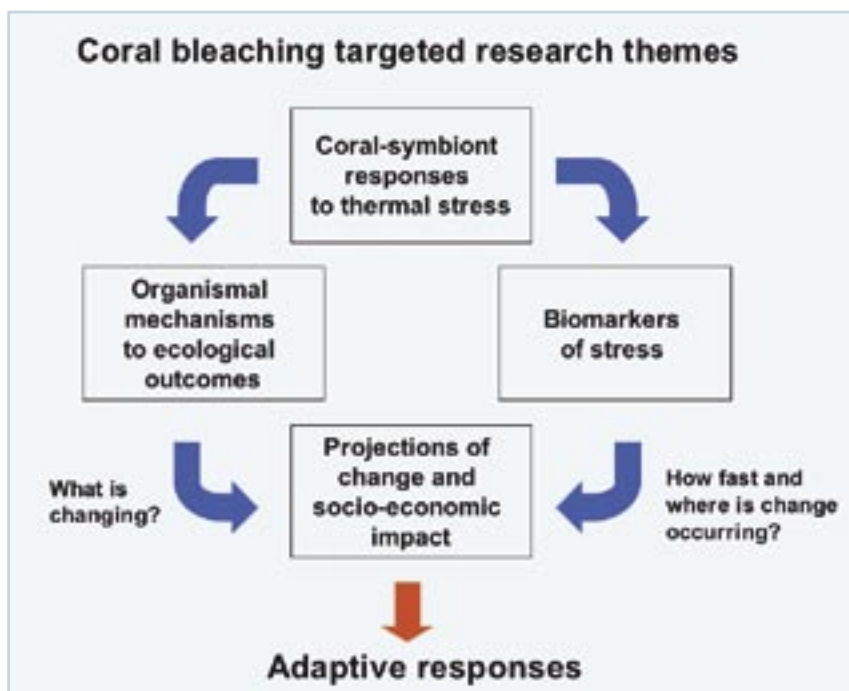 Coral bleaching targeted research themes
Coral-symbiont
responses
to thermal stress
Organismal
mechanisms
to ecological
outcomes
Biomarkers
of stress
Projections of
change and
socio-economic
impact
What is
changing?
How fast and
where is change
occurring?
Adaptive responses